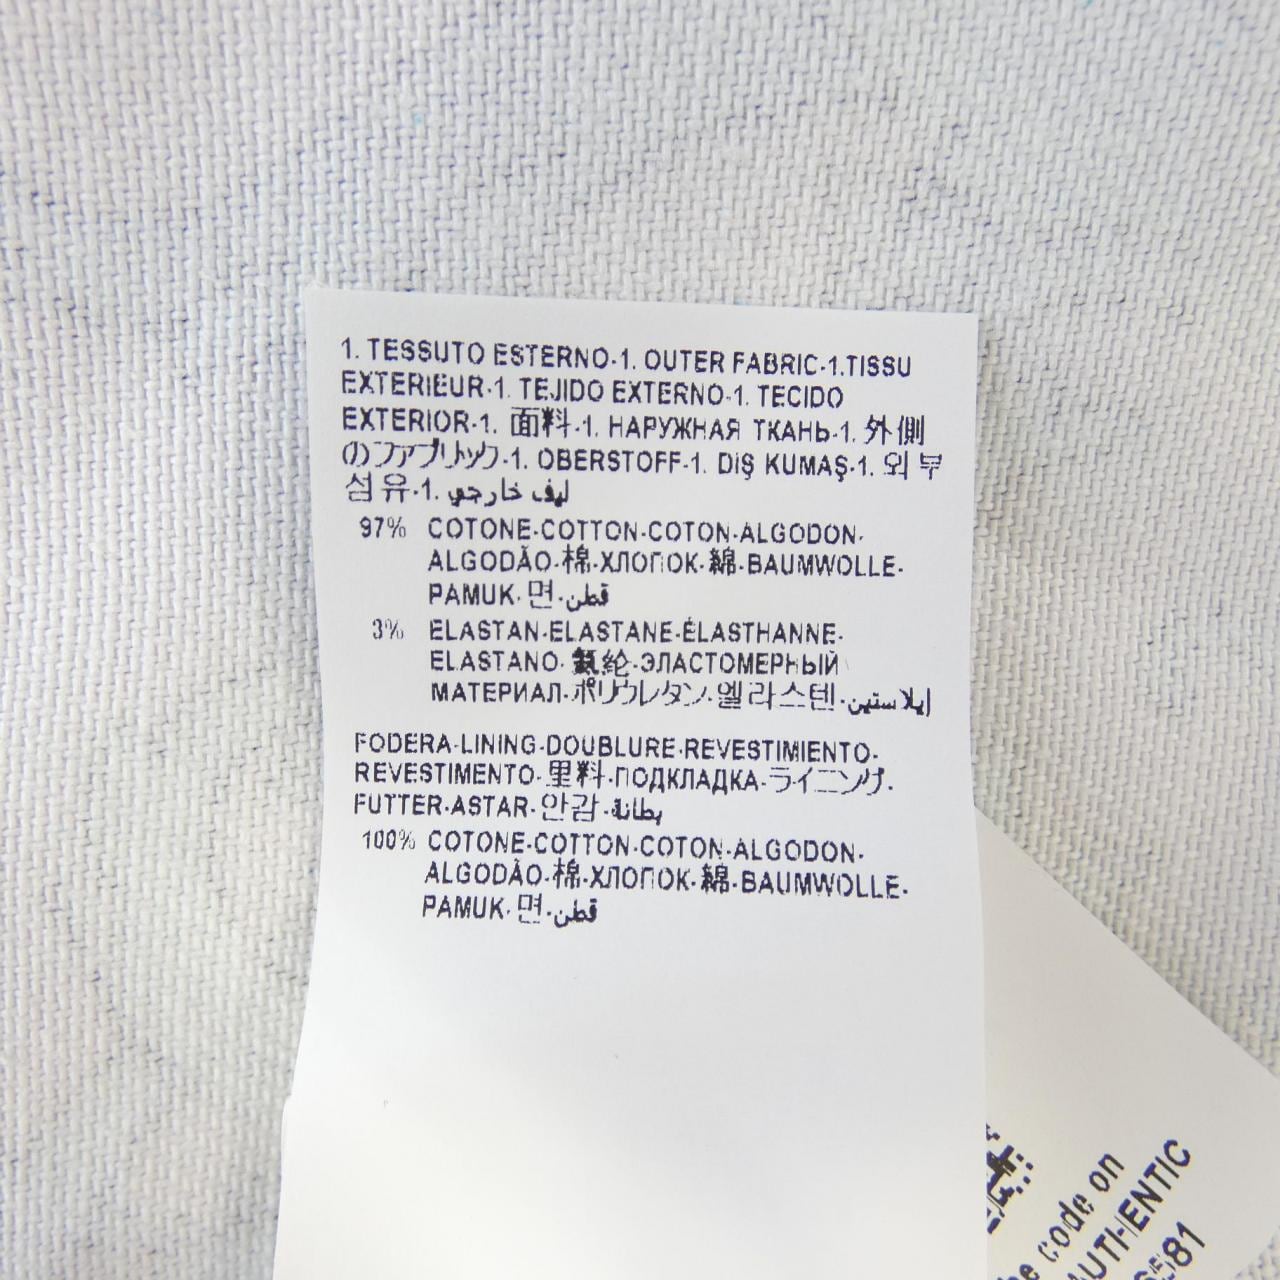 1. TESSUTO ESTERNO-1. OUTER FABRIC-1.TISSU
EXTERIEUR-1. TEJIDO EXTERNO-1. TECIDO
EXTERIOR-1. 面料-1. НАРУЖНАЯ ТКАНЬ-1. 外側
のファブリック-1. OBERSTOFF-1. DİŞ KUMAŞ-1. 외부
섬유-1. ليف خارجي
97% COTONE-COTTON-COTON-ALGODON-
ALGODÃO-棉-ХЛОПОК-綿-BAUMWOLLE-
PAMUK-면-قطن
3% ELASTAN-ELASTANE-ÉLASTHANNE-
ELASTANO-氨纶-ЭЛАСТОМЕРНЫЙ
МАТЕРИАЛ-ポリウレタン-엘라스텐-إيلاستين
FODERA-LINING-DOUBLURE-REVESTIMIENTO-
REVESTIMENTO-里料-ПОДКЛАДКА-ライニング-
FUTTER-ASTAR-안감-بطانة
100% COTONE-COTTON-COTON-ALGODON-
ALGODÃO-棉-ХЛОПОК-綿-BAUMWOLLE-
PAMUK-면-قطن
code on
581